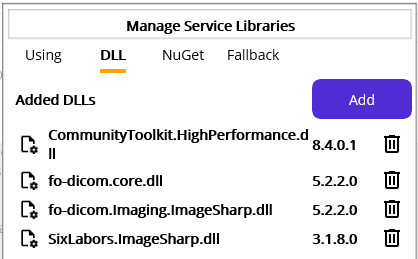 Manage Service Libraries
Using DLL NuGet Fallback
Added DLLs Add
CommunityToolkit.HighPerformance.d
ll 8.4.0.1
fo-dicom.core.dll 5.2.2.0
fo-dicom.Imaging.ImageSharp.dll 5.2.2.0
SixLabors.ImageSharp.dll 3.1.8.0